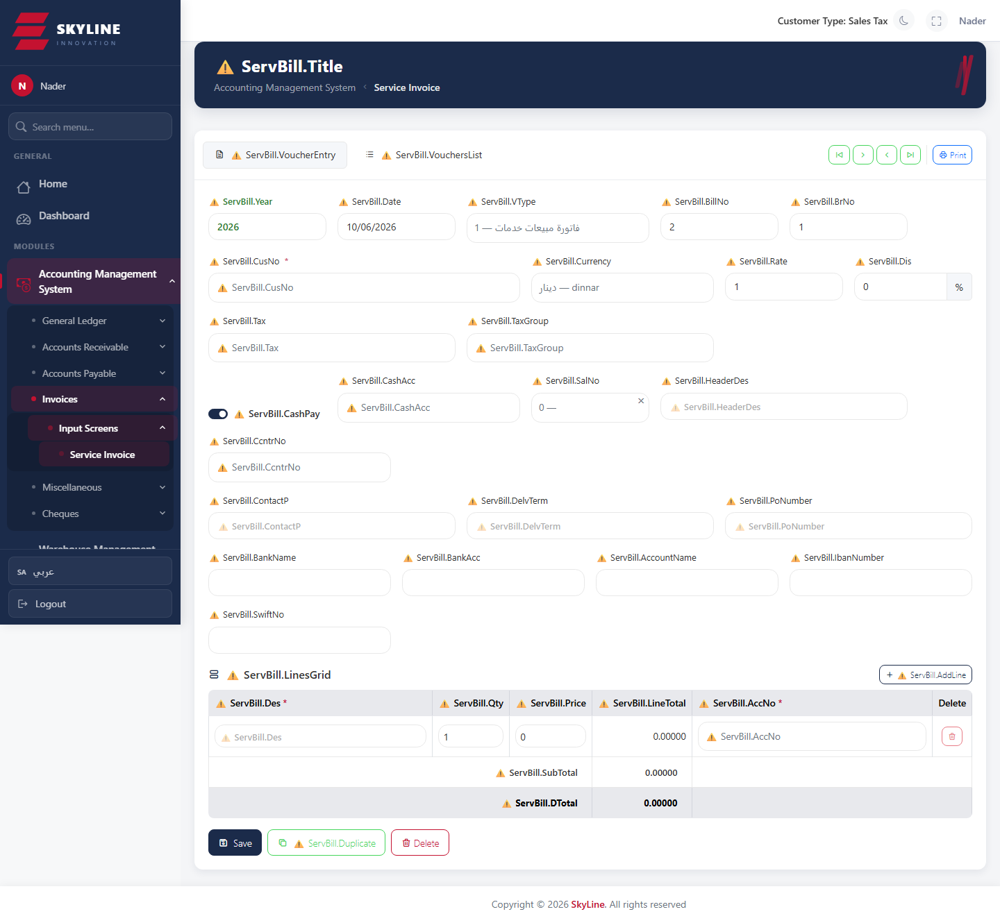 SKYLINE
INNOVATION
N Nader
Search menu...
GENERAL
Home
Dashboard
MODULES
Accounting Management System
General Ledger
Accounts Receivable
Accounts Payable
Invoices
Input Screens
Service Invoice
Miscellaneous
Cheques
Warehouse Management
SA عربي
Logout
Customer Type: Sales Tax
Nader
ServBill.Title
Accounting Management System
Service Invoice
ServBill.VoucherEntry
ServBill.VouchersList
Print
ServBill.Year ServBill.Date ServBill.VType ServBill.BillNo ServBill.BrNo
2026 10/06/2026 1 — فاتورة مبيعات خدمات 2 1
ServBill.CusNo * ServBill.Currency ServBill.Rate ServBill.Dis
ServBill.CusNo دينار — dinnar 1 0 %
ServBill.Tax ServBill.TaxGroup
ServBill.Tax ServBill.TaxGroup
ServBill.CashAcc ServBill.SalNo ServBill.HeaderDes
ServBill.CashPay ServBill.CashAcc 0 — × ServBill.HeaderDes
ServBill.CcntrNo
ServBill.CcntrNo
ServBill.ContactP ServBill.DelvTerm ServBill.PoNumber
ServBill.ContactP ServBill.DelvTerm ServBill.PoNumber
ServBill.BankName ServBill.BankAcc ServBill.AccountName ServBill.IbanNumber
ServBill.SwiftNo
ServBill.LinesGrid
+ ServBill.AddLine
ServBill.Des * ServBill.Qty ServBill.Price ServBill.LineTotal ServBill.AccNo * Delete
ServBill.Des 1 0 0.00000 ServBill.AccNo
ServBill.SubTotal 0.00000
ServBill.DTotal 0.00000
Save ServBill.Duplicate Delete
Copyright © 2026 SkyLine. All rights reserved